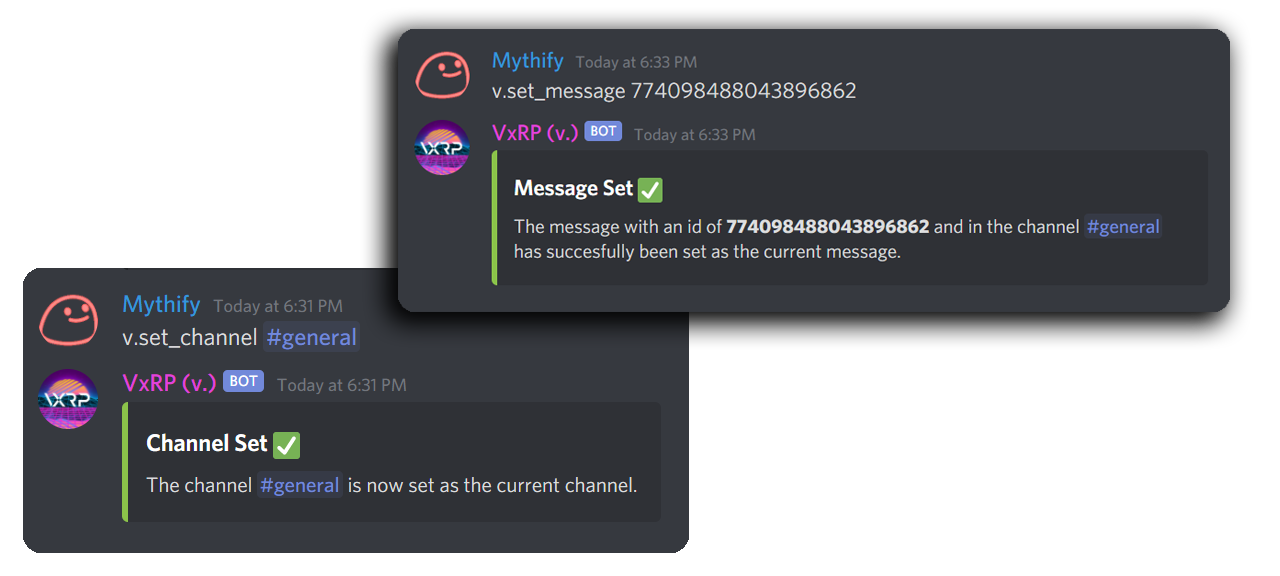 Mythify Today at 6:33 PM
v.set_message 774098488043896862
VXRP
VxRP (v.) BOT Today at 6:33 PM
Message Set ✅
The message with an id of 774098488043896862 and in the channel #general
has succesfully been set as the current message.
Mythify Today at 6:31 PM
v.set_channel #general
VXRP
VxRP (v.) BOT Today at 6:31 PM
Channel Set ✅
The channel #general is now set as the current channel.